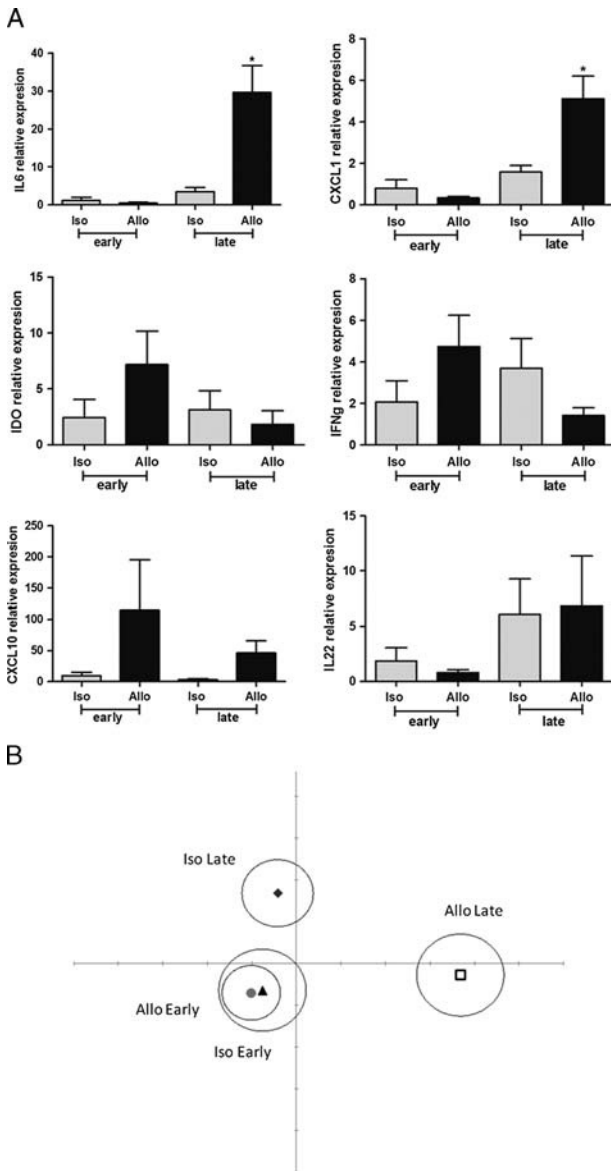 A
IL6 relative expresion
40
30
20
10
0
*
Iso Allo Iso Allo
early late
CXCL1 relative expresion
8
6
4
2
0
*
Iso Allo Iso Allo
early late
IDO relative expresion
15
10
5
0
Iso Allo Iso Allo
early late
IFNg relative expresion
8
6
4
2
0
Iso Allo Iso Allo
early late
CXCL10 relative expresion
250
200
150
100
50
0
Iso Allo Iso Allo
early late
IL22 relative expresion
15
10
5
0
Iso Allo Iso Allo
early late
B
Iso Late
Allo Late
Allo Early
Iso Early